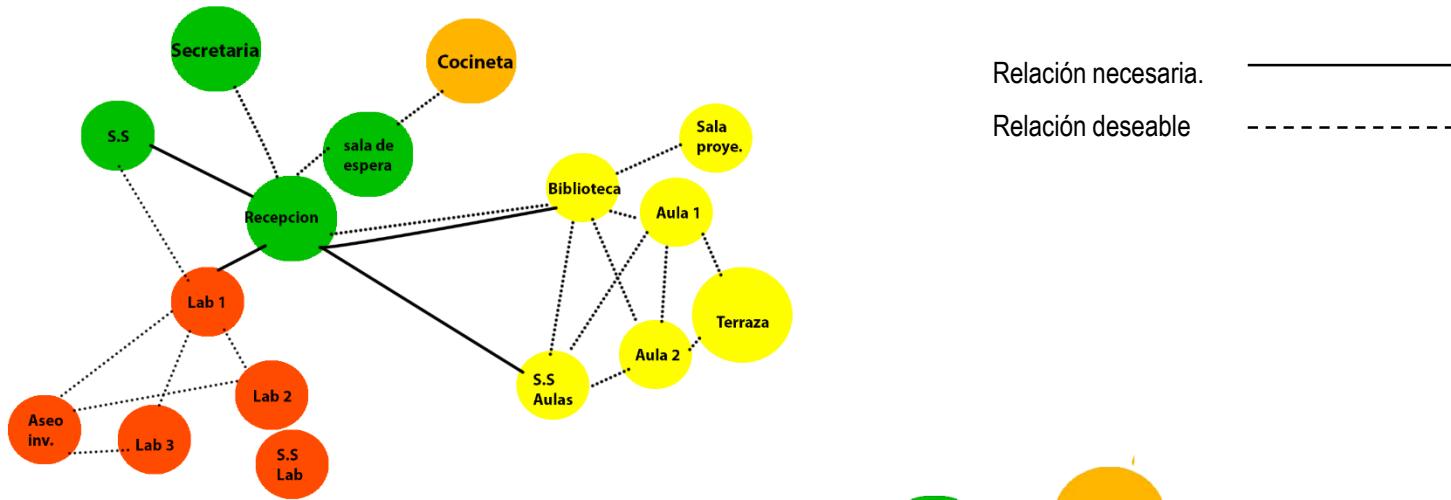 Secretaria
Cocineta
S.S
sala de
espera
Recepcion
Biblioteca
Sala
proye.
Aula 1
Terraza
Aula 2
S.S
Aulas
Lab 1
Lab 2
Aseo
inv.
Lab 3
S.S
Lab
Relación necesaria.
Relación deseable